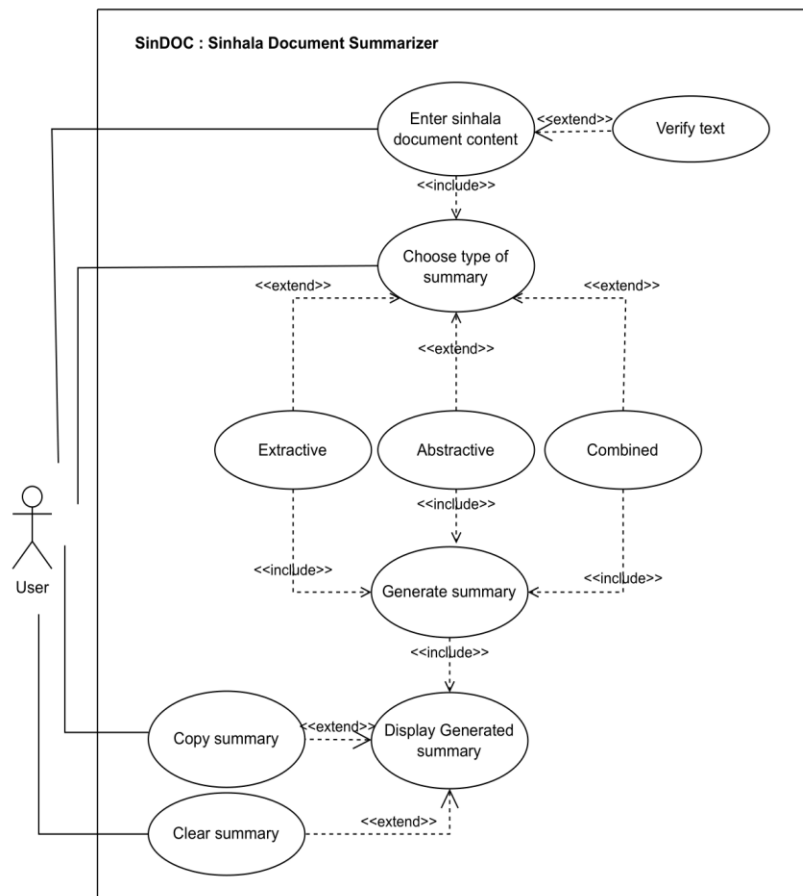 SinDOC : Sinhala Document Summarizer
Enter sinhala
document content
<<extend>>
Verify text
<<include>>
Choose type of
summary
<<extend>>
<<extend>>
<<extend>>
Extractive
Abstractive
Combined
<<include>>
<<include>>
<<include>>
User
Generate summary
<<include>>
Copy summary
<<extend>>
Display Generated
summary
Clear summary
<<extend>>